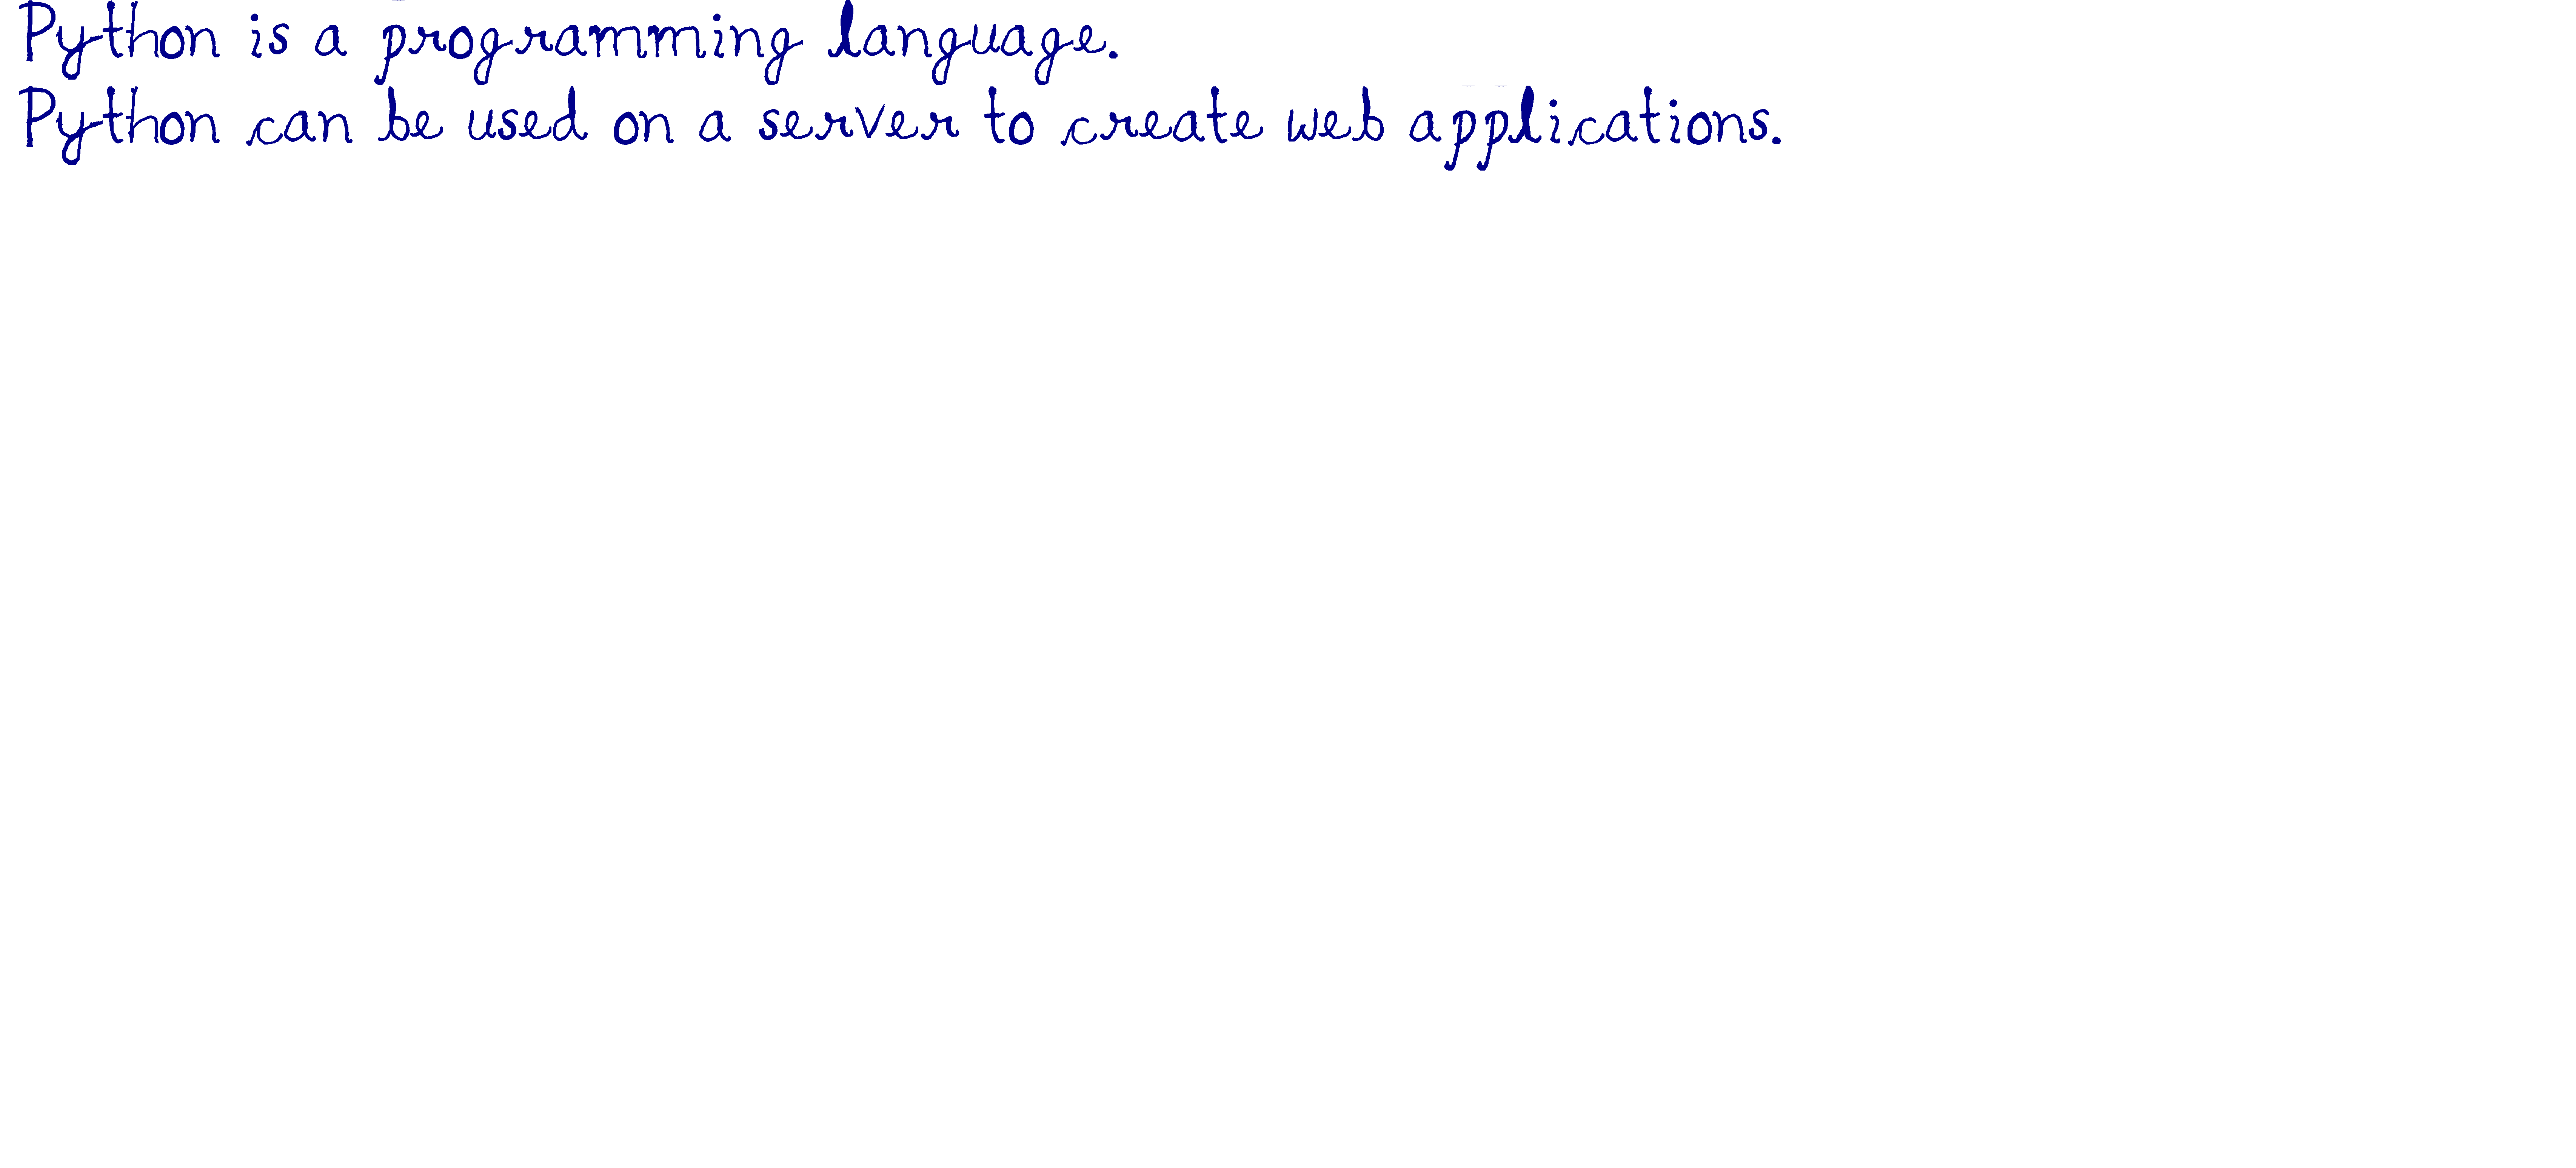 Python is a programming language.
Python can be used on a server to create web applications.